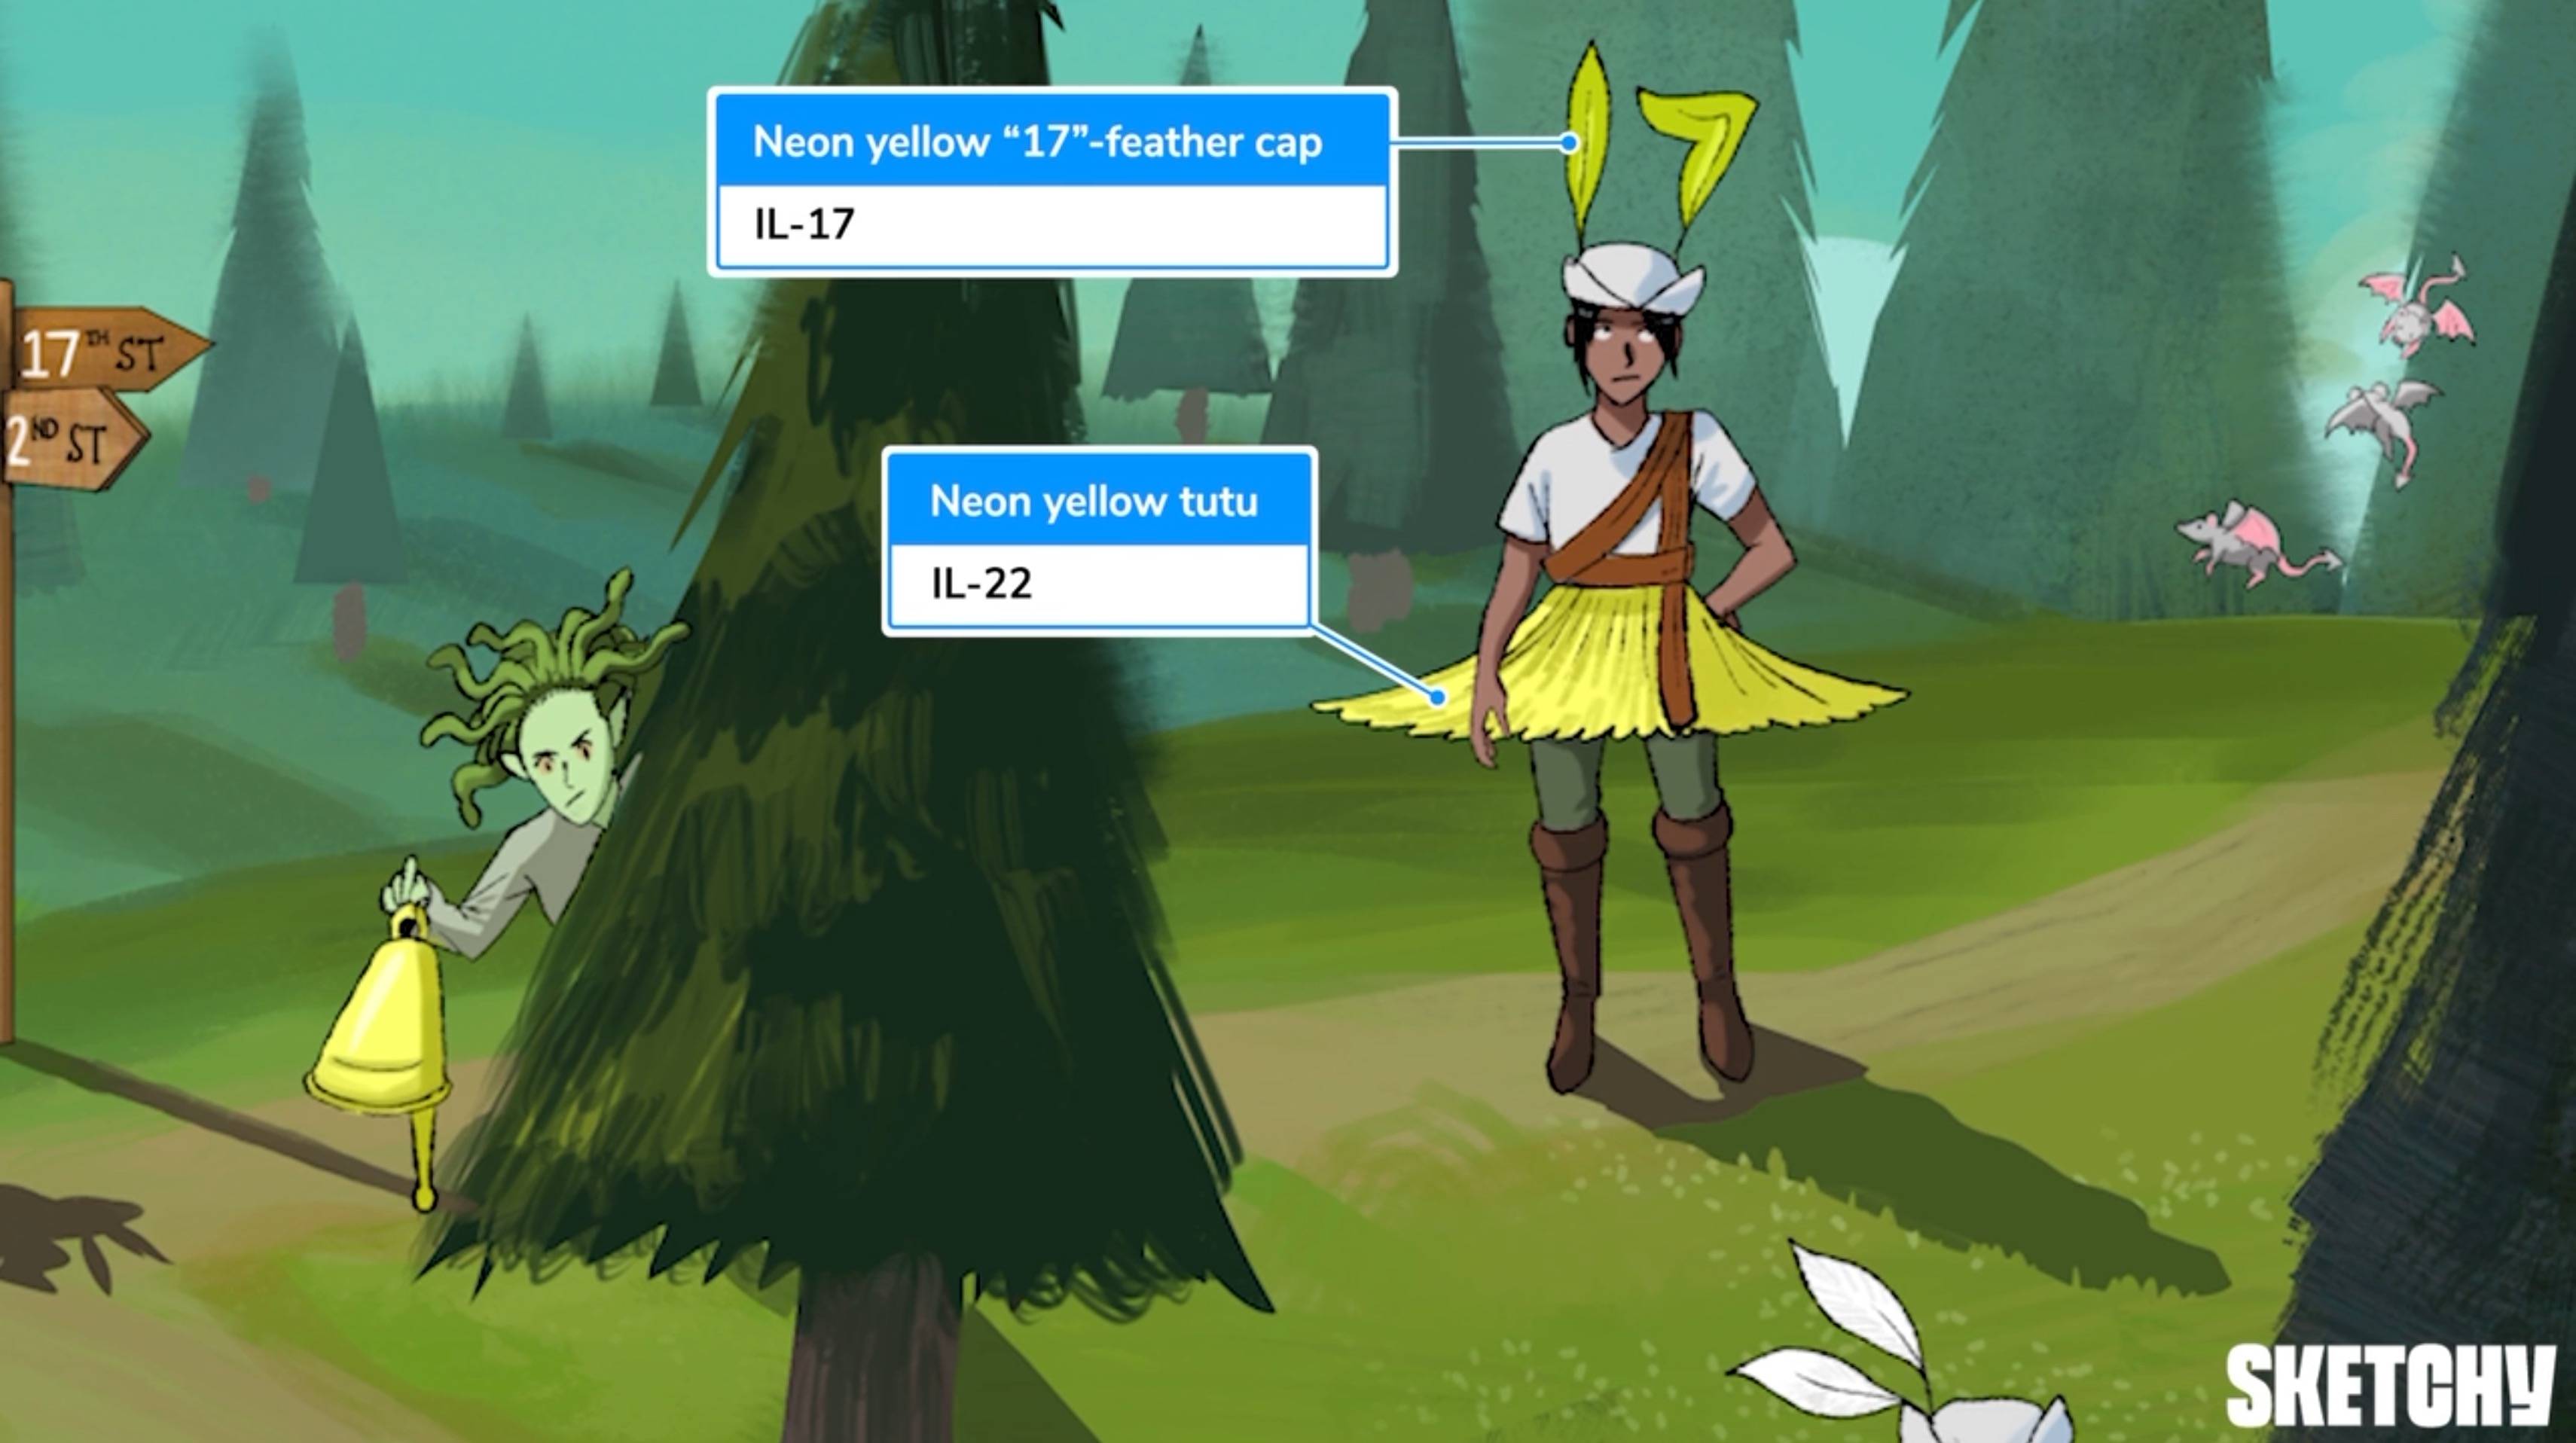 Neon yellow “17”-feather cap
IL-17
17TH ST
2ND ST
Neon yellow tutu
IL-22
SKETCHY